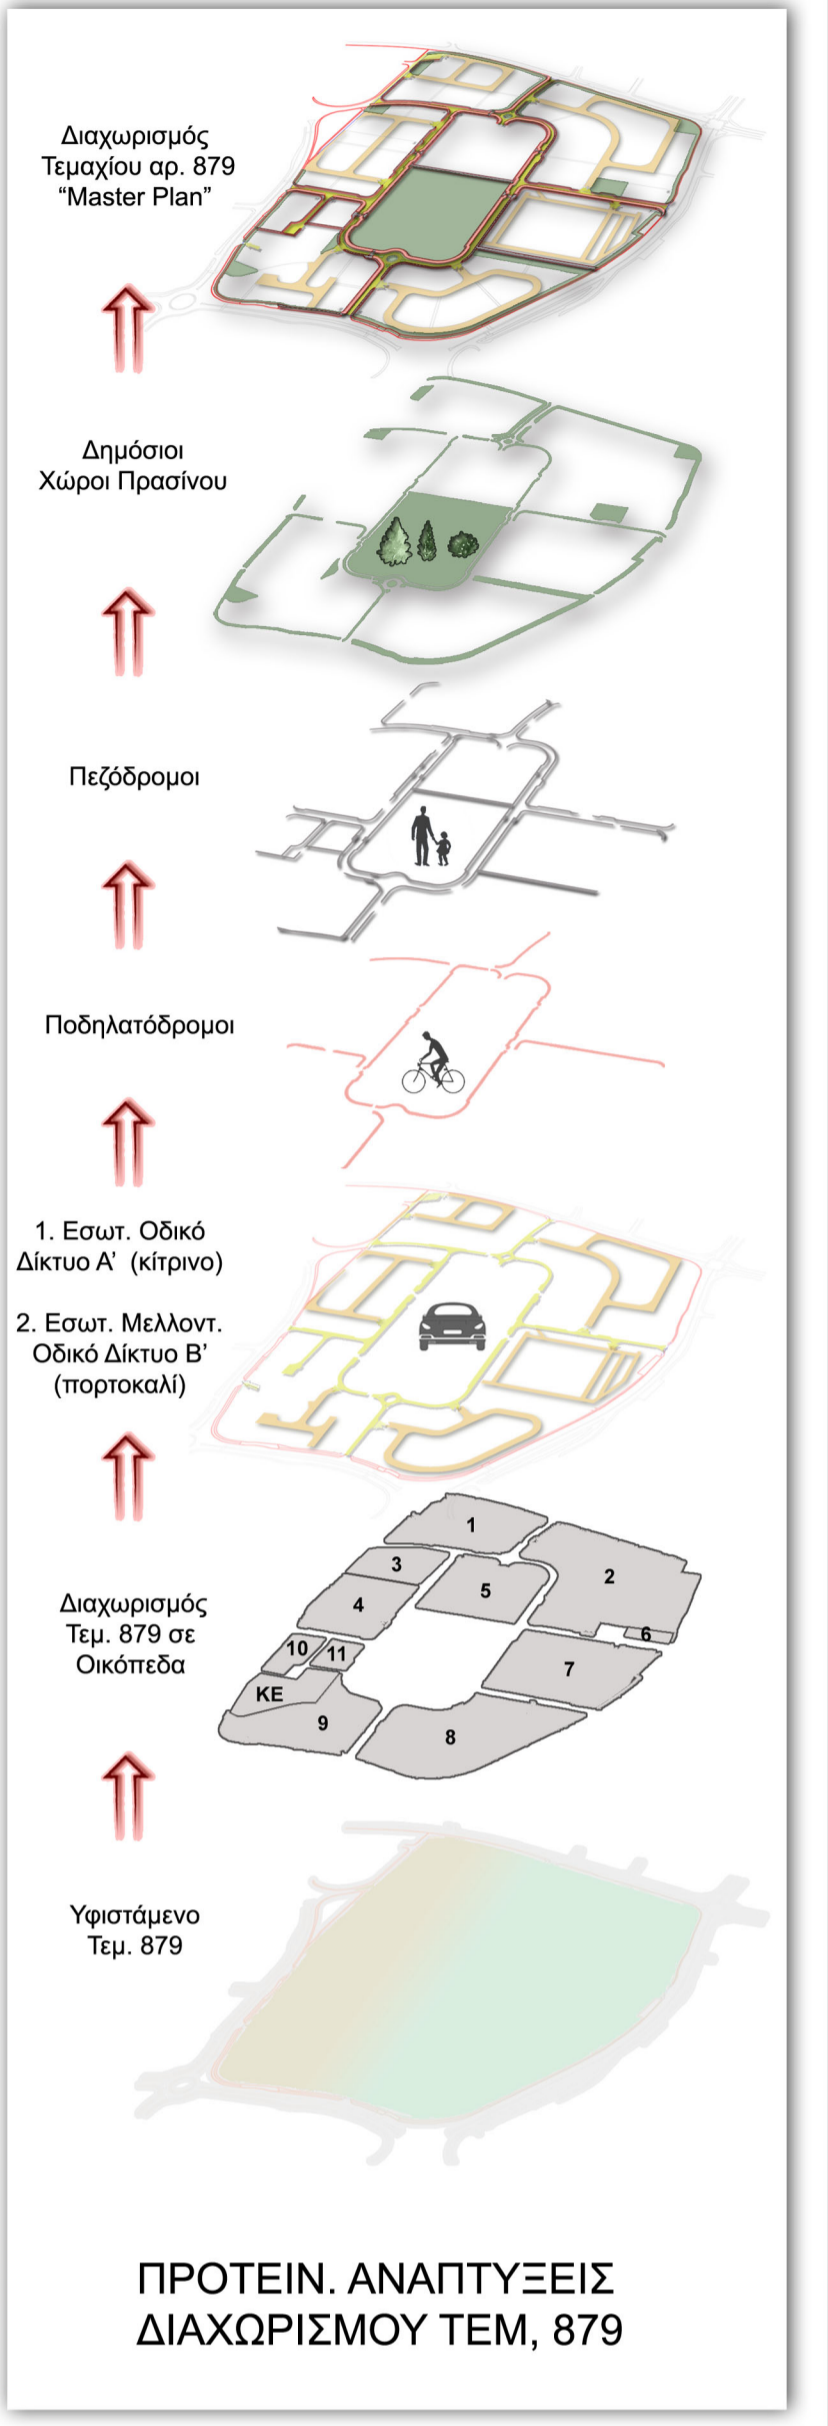 Διαχωρισμός
Τεμαχίου αρ. 879
“Master Plan”
Δημόσιοι
Χώροι Πρασίνου
Πεζόδρομοι
Ποδηλατόδρομοι
1. Εσωτ. Οδικό
Δίκτυο Α’ (κίτρινο)
2. Εσωτ. Μελλοντ.
Οδικό Δίκτυο Β’
(πορτοκαλί)
Διαχωρισμός
Τεμ. 879 σε
Οικόπεδα
1
2
3
5
4
6
10
11
7
ΚΕ
9
8
Υφιστάμενο
Τεμ. 879
ΠΡΟΤΕΙΝ. ΑΝΑΠΤΥΞΕΙΣ
ΔΙΑΧΩΡΙΣΜΟΥ ΤΕΜ, 879